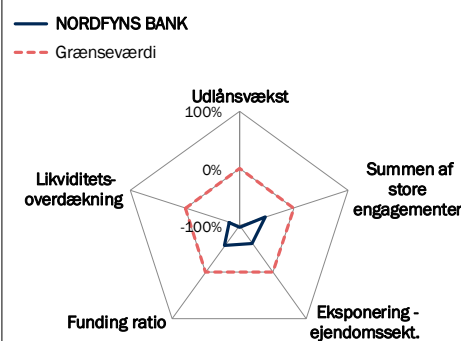 NORDFYNS BANK
Grænseværdi
Udlånsvækst
100%
0%
-100%
Summen af
store
engagementer
Likviditets-
overdækning
Funding ratio
Eksponering -
ejendomssekt.